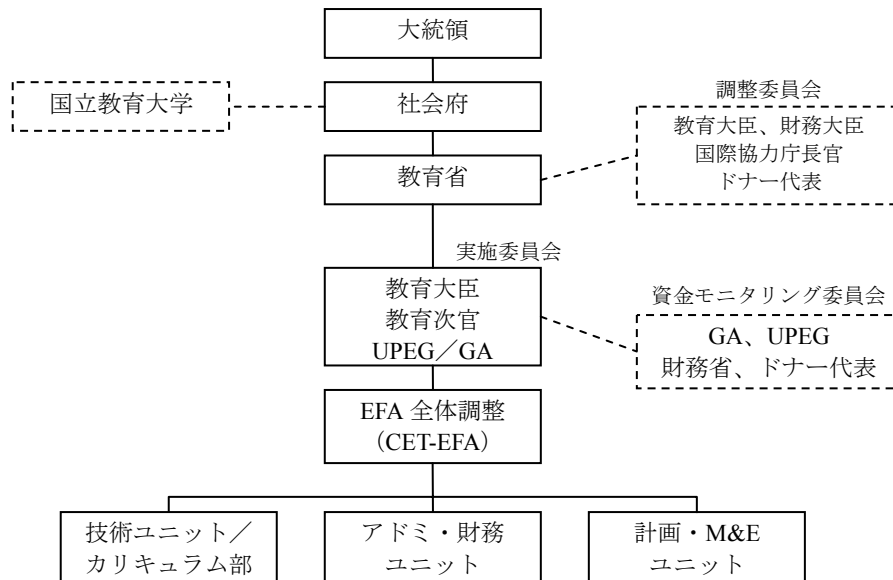 大統領
国立教育大学
社会府
調整委員会
教育大臣、財務大臣
国際協力庁長官
ドナー代表
教育省
実施委員会
教育大臣
教育次官
UPEG／GA
資金モニタリング委員会
GA、UPEG
財務省、ドナー代表
EFA 全体調整
（CET-EFA）
技術ユニット／
カリキュラム部
アドミ・財務
ユニット
計画・M&E
ユニット